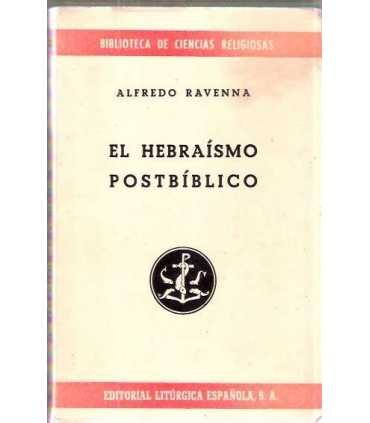 BIBLIOTECA DE CIENCIAS RELIGIOSAS
ALFREDO RAVENNA
EL HEBRAÍSMO
POSTBÍBLICO
EDITORIAL LITÚRGICA ESPAÑOLA, S. A.